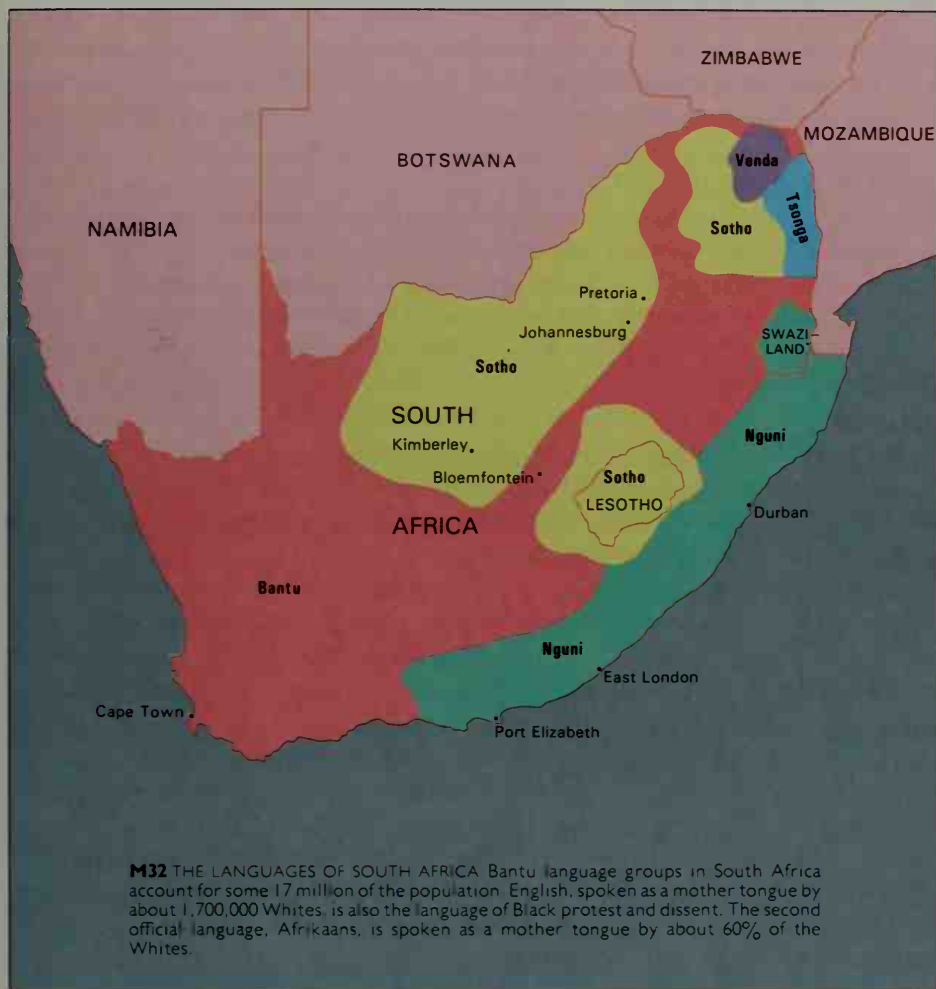 ZIMBABWE
MOZAMBIQUE
BOTSWANA
Venda
NAMIBIA
Tsonga
Sotho
Pretoria
Johannesburg
SWAZI-
LAND
Sotho
SOUTH
Nguni
Kimberley
Bloemfontein
Sotho
LESOTHO
Durban
AFRICA
Bantu
Nguni
East London
Cape Town
Port Elizabeth
M32 THE LANGUAGES OF SOUTH AFRICA Bantu language groups in South Africa
account for some 17 million of the population. English, spoken as a mother tongue by
about 1,700,000 Whites, is also the language of Black protest and dissent. The second
official language, Afrikaans, is spoken as a mother tongue by about 60% of the
Whites.